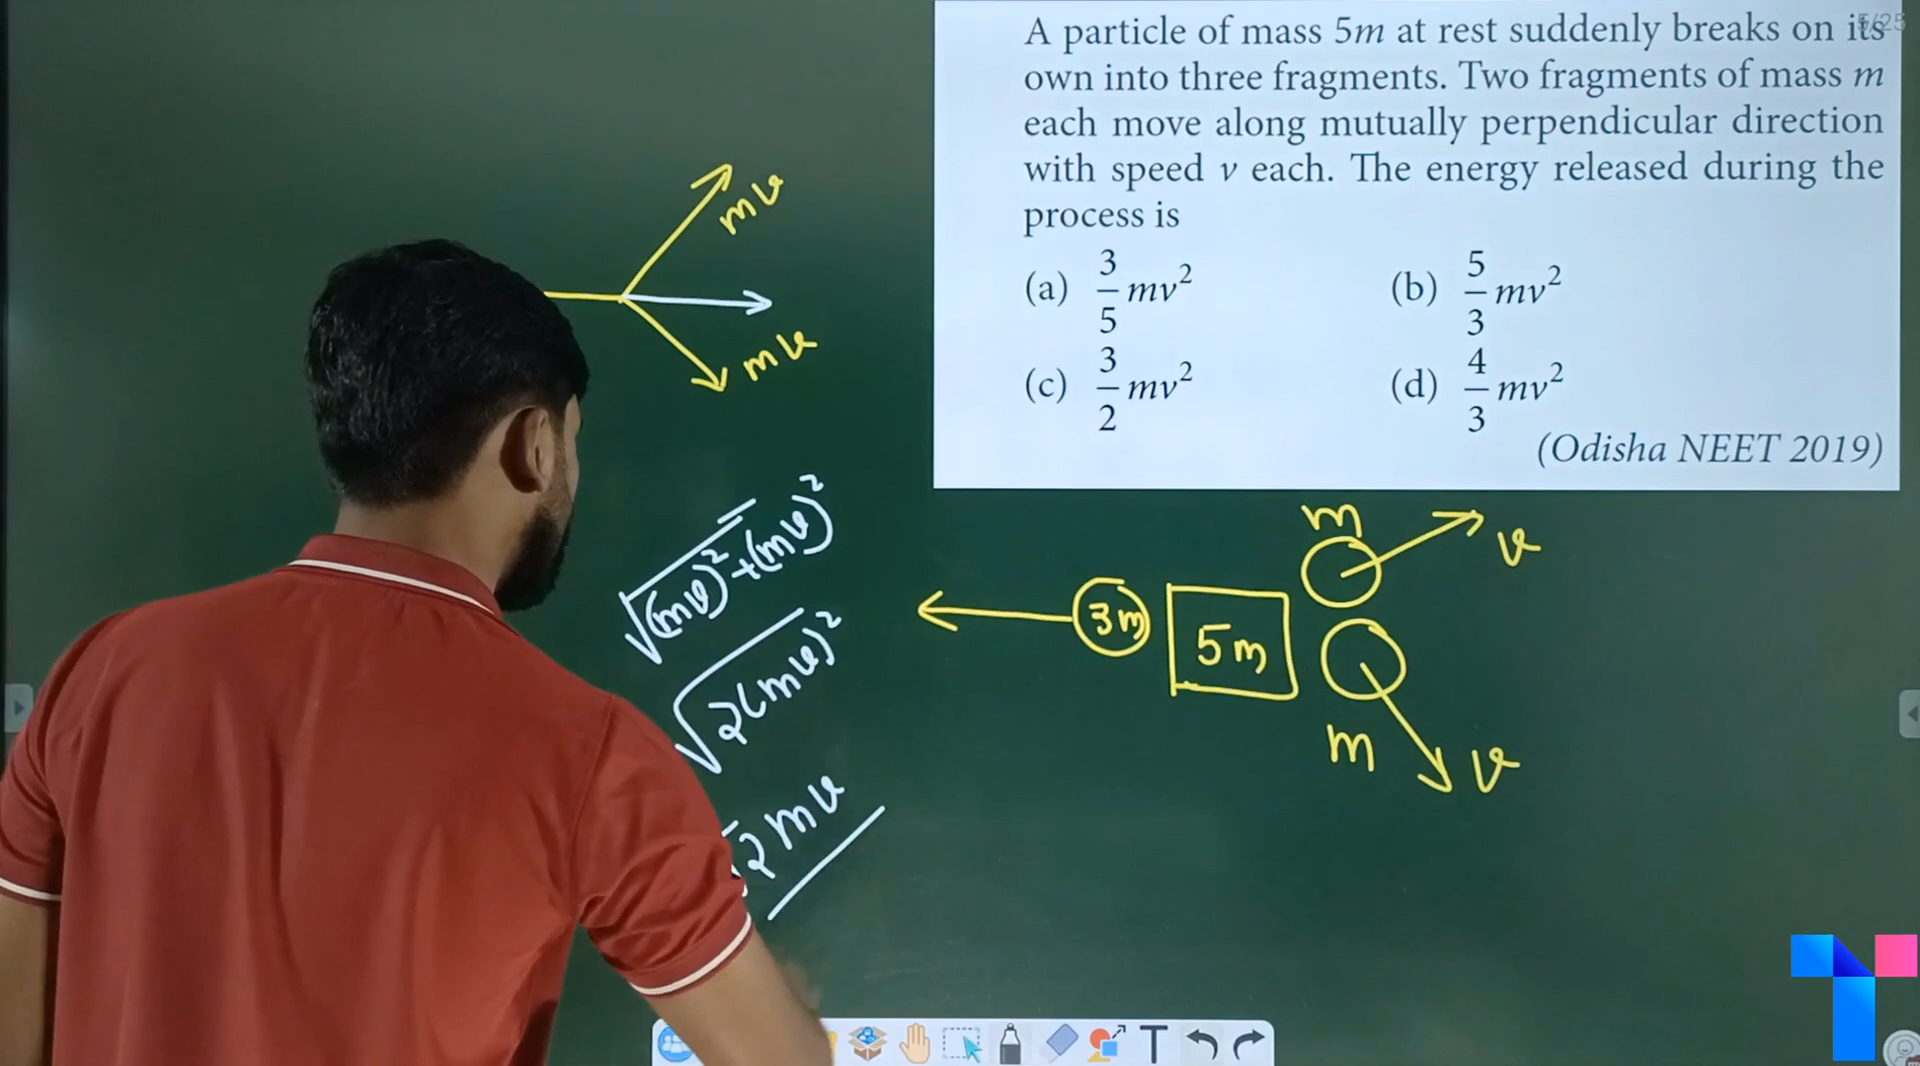 5/25
A particle of mass 5m at rest suddenly breaks on its
own into three fragments. Two fragments of mass m
each move along mutually perpendicular direction
with speed v each. The energy released during the
process is
(a) 3/5 mv² (b) 5/3 mv²
(c) 3/2 mv² (d) 4/3 mv²
(Odisha NEET 2019)
mv
mv
√(mv)²+(mv)²
√2(mv)²
√2mv
m
v
3m
5m
m
v
T